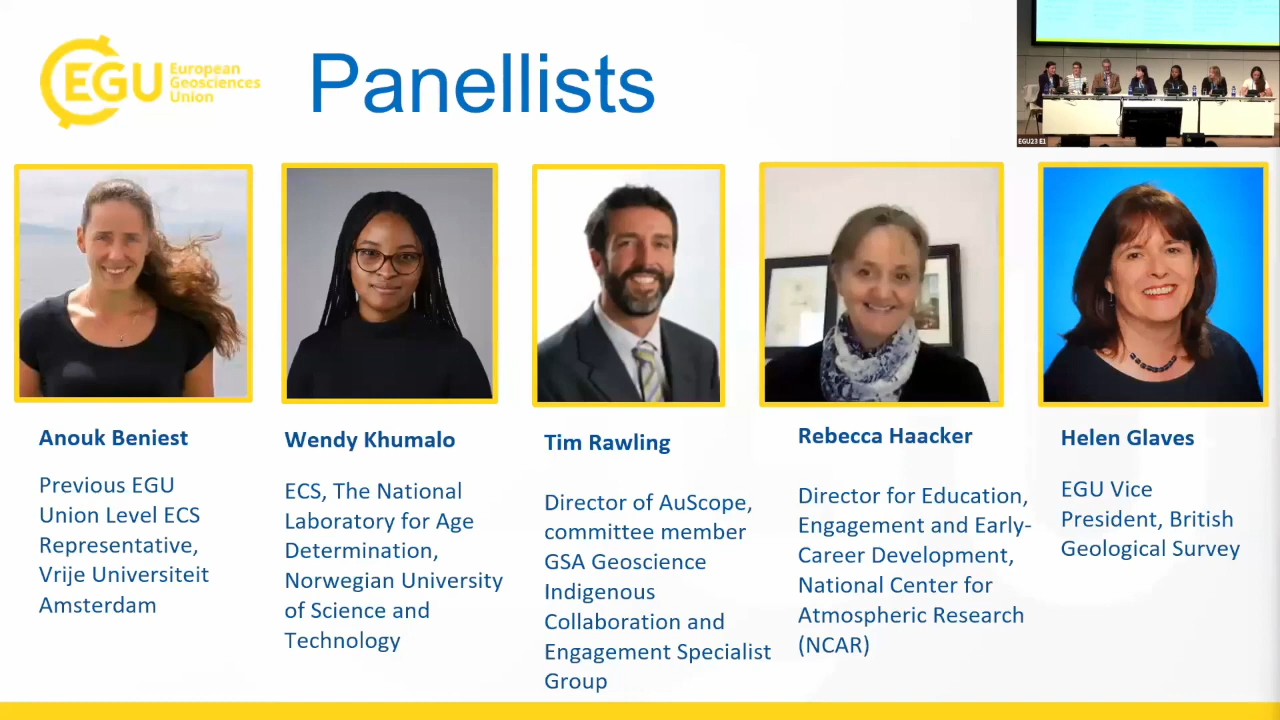 EGU
European
Geosciences
Union
Panellists
EGU23 E1
Anouk Beniest
Previous EGU
Union Level ECS
Representative,
Vrije Universiteit
Amsterdam
Wendy Khumalo
ECS, The National
Laboratory for Age
Determination,
Norwegian University
of Science and
Technology
Tim Rawling
Director of AuScope,
committee member
GSA Geoscience
Indigenous
Collaboration and
Engagement Specialist
Group
Rebecca Haacker
Director for Education,
Engagement and Early-
Career Development,
National Center for
Atmospheric Research
(NCAR)
Helen Glaves
EGU Vice
President, British
Geological Survey